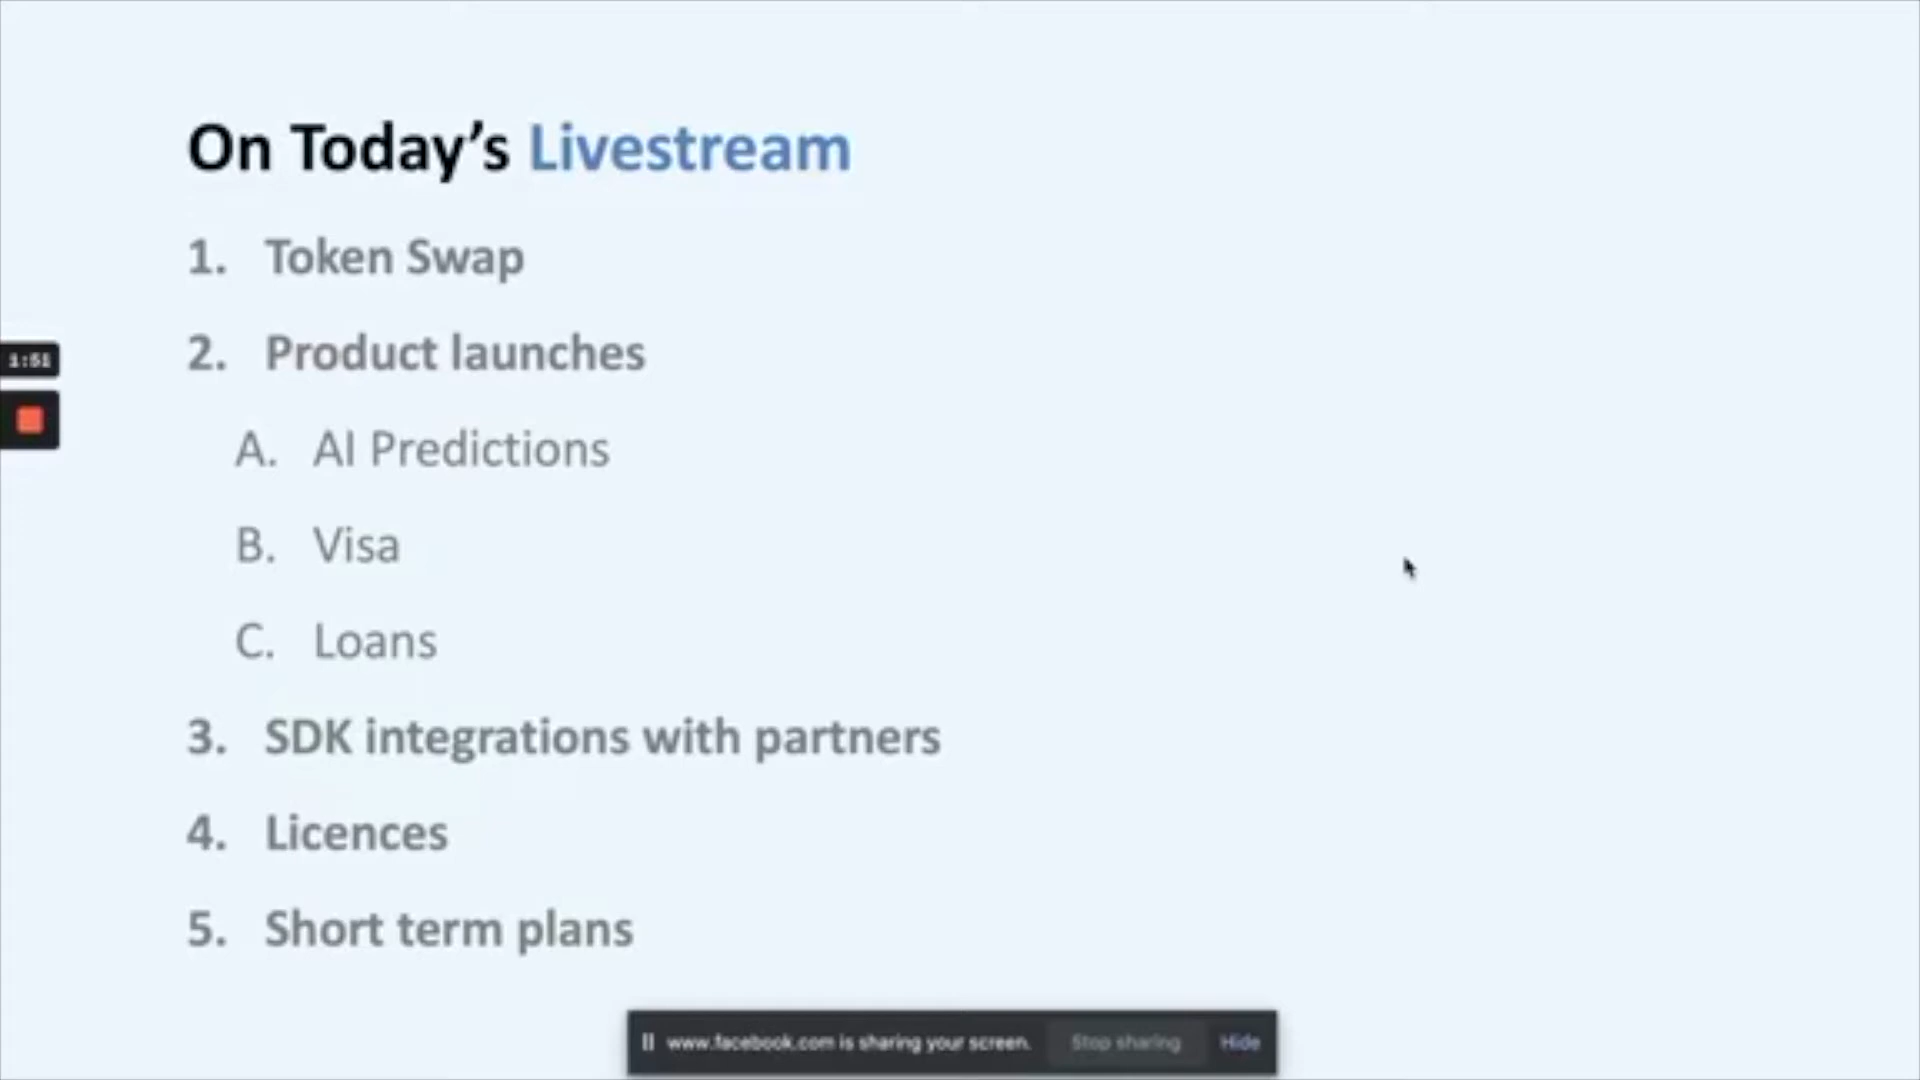 On Today's Livestream
1. Token Swap
2. Product launches
1:51
A. AI Predictions
B. Visa
C. Loans
3. SDK integrations with partners
4. Licences
5. Short term plans
www.facebook.com is sharing your screen. Stop sharing Hide